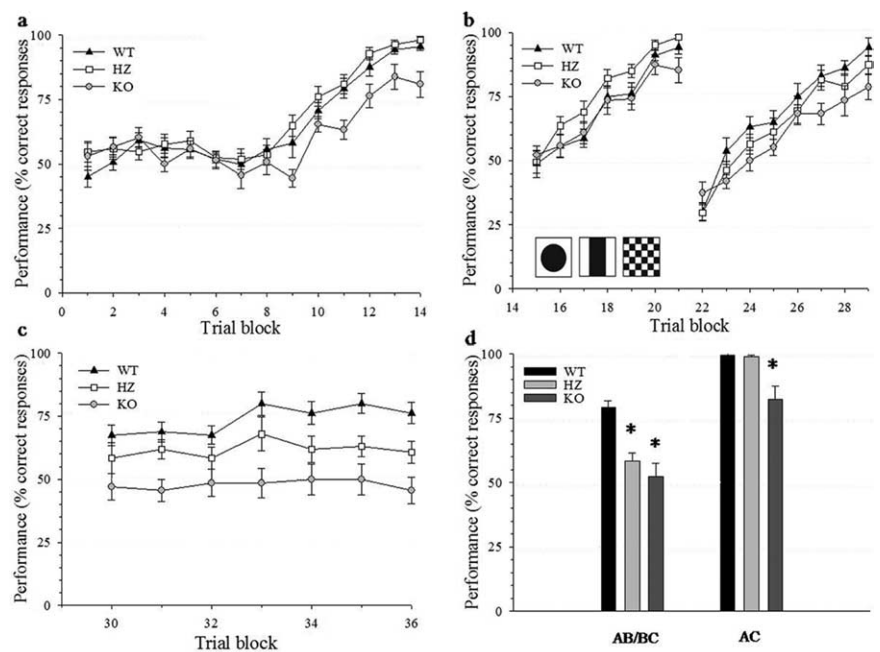 a
Performance (% correct responses)
100
75
50
25
0
WT
HZ
KO
0 2 4 6 8 10 12 14
Trial block
b
Performance (% correct responses)
100
75
50
25
0
WT
HZ
KO
14 16 18 20 22 24 26 28
Trial block
c
Performance (% correct responses)
100
75
50
25
0
WT
HZ
KO
30 32 34 36
Trial block
d
Performance (% correct responses)
100
75
50
25
0
WT
HZ
KO
* * *
AB/BC AC